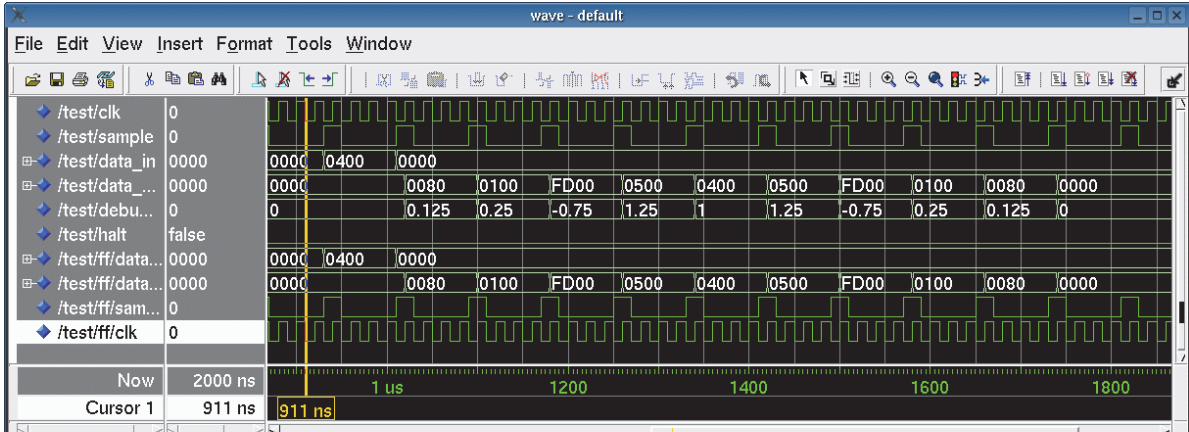 wave - default
File Edit View Insert Format Tools Window
/test/clk 0
/test/sample 0
/test/data_in 0000 0000 0400 0000
/test/data_... 0000 0000 0080 0100 FD00 0500 0400 0500 FD00 0100 0080 0000
/test/debu... 0 0 0.125 0.25 -0.75 1.25 1 1.25 -0.75 0.25 0.125 0
/test/halt false
/test/ff/data... 0000 0000 0400 0000
/test/ff/data... 0000 0000 0080 0100 FD00 0500 0400 0500 FD00 0100 0080 0000
/test/ff/sam... 0
/test/ff/clk 0
Now 2000 ns 1 us 1200 1400 1600 1800
Cursor 1 911 ns 911 ns